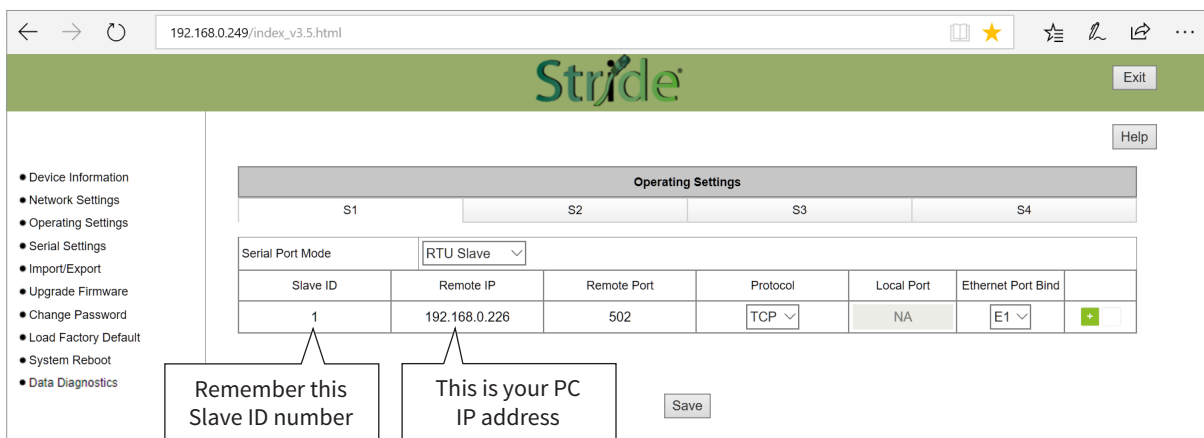 192.168.0.249/index_v3.5.html
Stride
Exit
Help
Device Information
Network Settings
Operating Settings
Serial Settings
Import/Export
Upgrade Firmware
Change Password
Load Factory Default
System Reboot
Data Diagnostics
Operating Settings
S1 S2 S3 S4
Serial Port Mode RTU Slave
Slave ID Remote IP Remote Port Protocol Local Port Ethernet Port Bind
1 192.168.0.226 502 TCP NA E1 +
Remember this
Slave ID number
This is your PC
IP address
Save